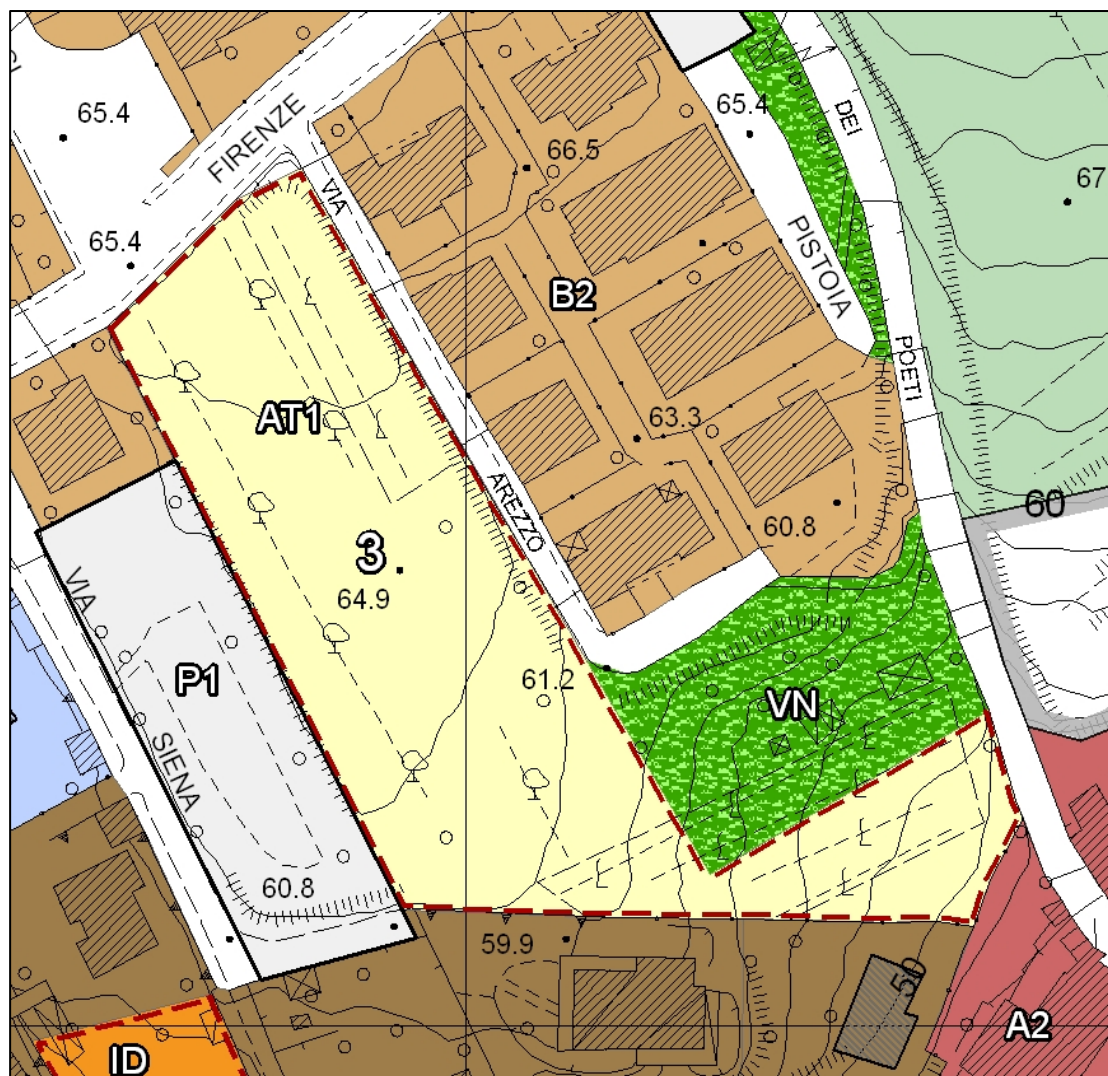 65.4
FIRENZE
65.4
DEI
66.5
67
VIA
65.4
PISTOIA
B2
POETI
AT1
63.3
AREZZO
60.8
60
3
64.9
VIA
P1
61.2
VN
SIENA
60.8
59.9
50
A2
ID